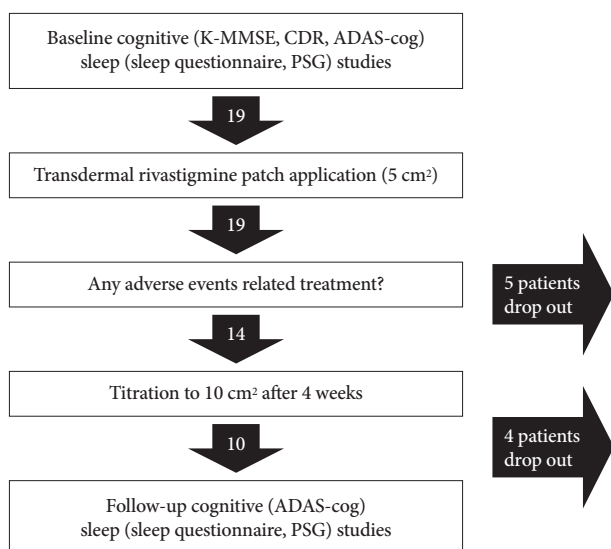 Baseline cognitive (K-MMSE, CDR, ADAS-cog)
sleep (sleep questionnaire, PSG) studies
19
Transdermal rivastigmine patch application (5 cm²)
19
Any adverse events related treatment?
5 patients
drop out
14
Titration to 10 cm² after 4 weeks
10
4 patients
drop out
Follow-up cognitive (ADAS-cog)
sleep (sleep questionnaire, PSG) studies